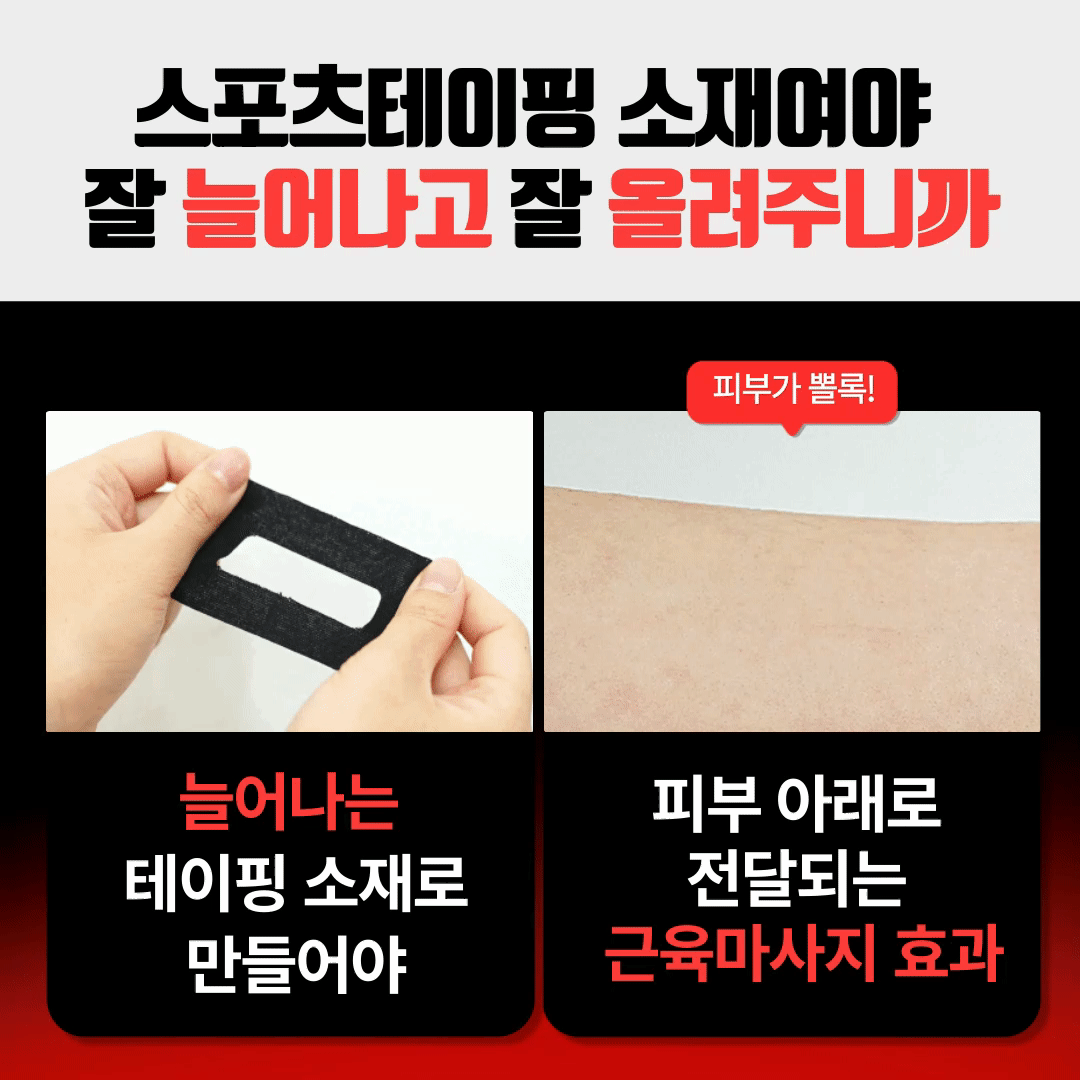 스포츠테이핑 소재여야
잘 늘어나고 잘 올려주니까
피부가 뽈록!
늘어나는
테이핑 소재로
만들어야
피부 아래로
전달되는
근육마사지 효과